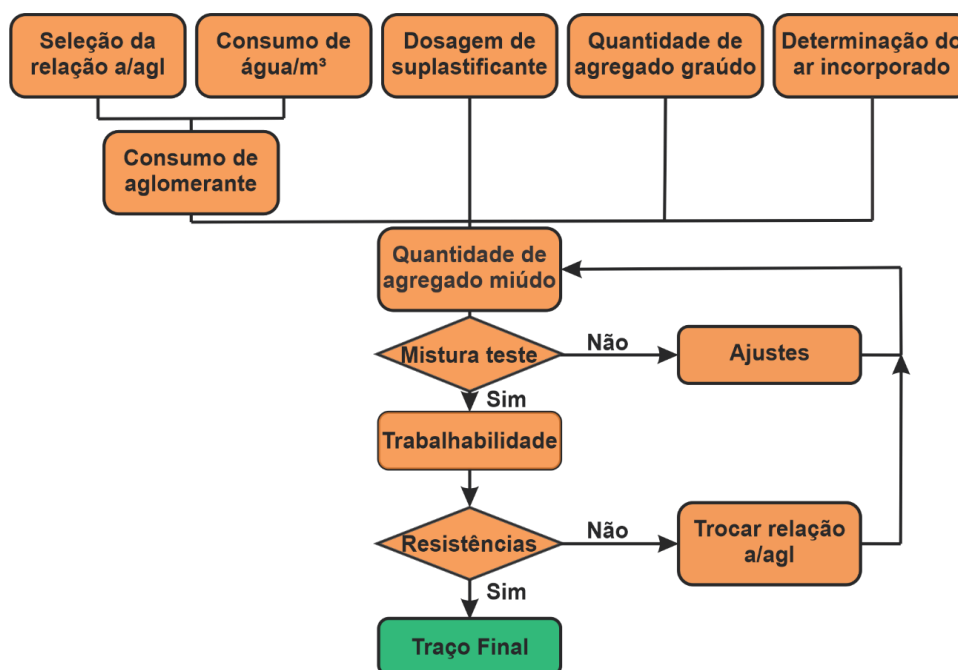 Seleção da
relação a/agl
Consumo de
água/m³
Dosagem de
suplastificante
Quantidade de
agregado graúdo
Determinação do
ar incorporado
Consumo de
aglomerante
Quantidade de
agregado miúdo
Mistura teste
Não
Ajustes
Sim
Trabalhabilidade
Resistências
Não
Trocar relação
a/agl
Sim
Traço Final